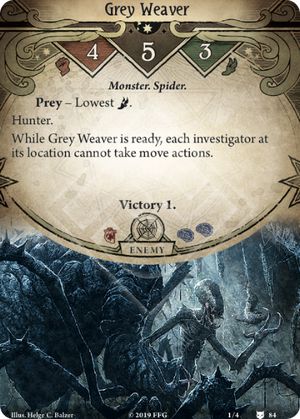 Grey Weaver
4 5 3
Monster. Spider.
Prey – Lowest .
Hunter.
While Grey Weaver is ready, each investigator at
its location cannot take move actions.
Victory 1.
ENEMY
Illus. Helge C. Balzer © 2019 FFG 1/4 84